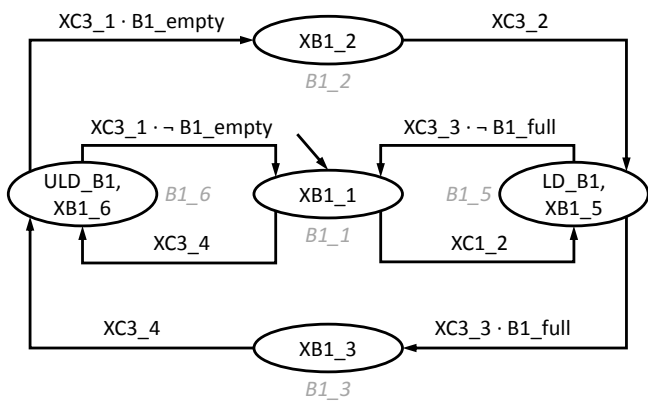 XC3_1 · B1_empty
XB1_2
XC3_2
B1_2
XC3_1 · ¬ B1_empty
XC3_3 · ¬ B1_full
ULD_B1,
XB1_6
B1_6
XB1_1
B1_5
LD_B1,
XB1_5
B1_1
XC3_4
XC1_2
XC3_4
XB1_3
XC3_3 · B1_full
B1_3